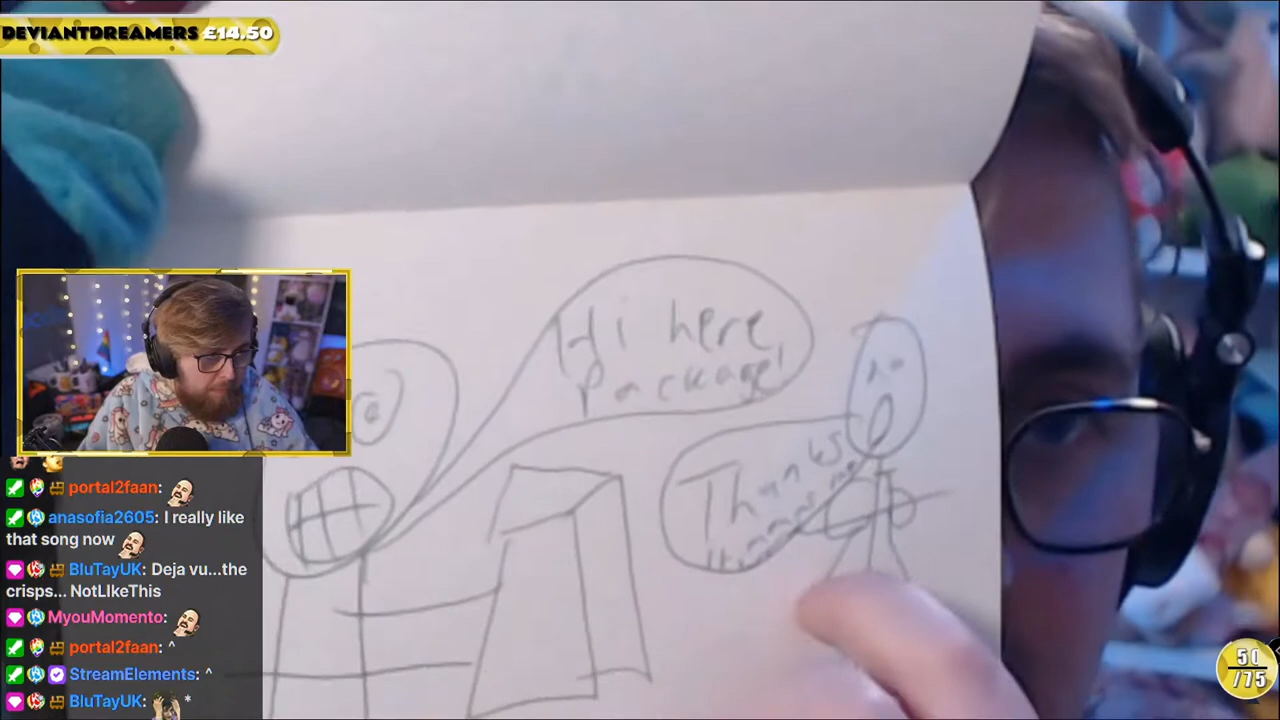 DEVIANTDREAMERS £14.50
Hi here
Package!
Thanks
portal2faan:
anasofia2605: I really like
that song now
BluTayUK: Deja vu...the
crisps... NotLIkeThis
MyouMomento:
portal2faan: ^
StreamElements: ^
BluTayUK: *
50
/75